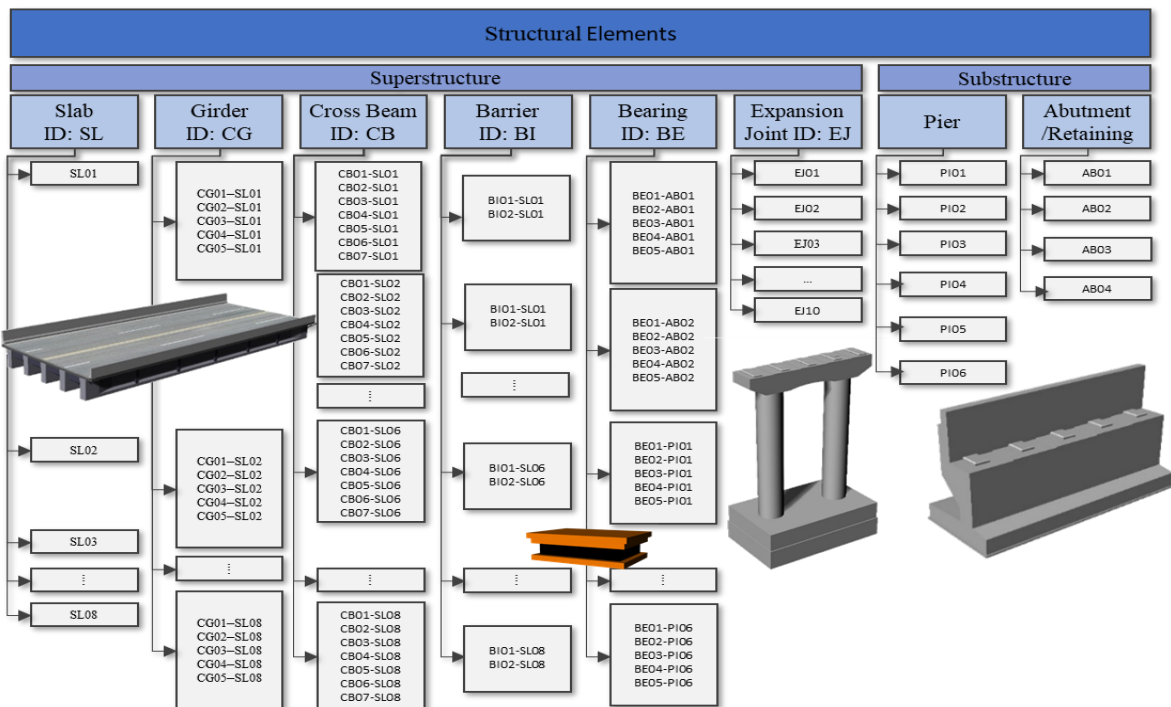 Structural Elements
Superstructure
Substructure
Slab
ID: SL
Girder
ID: CG
Cross Beam
ID: CB
Barrier
ID: BI
Bearing
ID: BE
Expansion
Joint ID: EJ
Pier
Abutment
/Retaining
SL01
SL02
SL03
⋮
SL08
CG01–SL01
CG02–SL01
CG03–SL01
CG04–SL01
CG05–SL01
CG01–SL02
CG02–SL02
CG03–SL02
CG04–SL02
CG05–SL02
⋮
CG01–SL08
CG02–SL08
CG03–SL08
CG04–SL08
CG05–SL08
CB01-SL01
CB02-SL01
CB03-SL01
CB04-SL01
CB05-SL01
CB06-SL01
CB07-SL01
CB01-SL02
CB02-SL02
CB03-SL02
CB04-SL02
CB05-SL02
CB06-SL02
CB07-SL02
⋮
CB01-SL06
CB02-SL06
CB03-SL06
CB04-SL06
CB05-SL06
CB06-SL06
CB07-SL06
⋮
CB01-SL08
CB02-SL08
CB03-SL08
CB04-SL08
CB05-SL08
CB06-SL08
CB07-SL08
BI01-SL01
BI02-SL01
BI01-SL01
BI02-SL01
⋮
BI01-SL06
BI02-SL06
⋮
BI01-SL08
BI02-SL08
BE01-AB01
BE02-AB01
BE03-AB01
BE04-AB01
BE05-AB01
BE01-AB02
BE02-AB02
BE03-AB02
BE04-AB02
BE05-AB02
BE01-PI01
BE02-PI01
BE03-PI01
BE04-PI01
BE05-PI01
⋮
BE01-PI06
BE02-PI06
BE03-PI06
BE04-PI06
BE05-PI06
EJ01
EJ02
EJ03
...
EJ10
PI01
PI02
PI03
PI04
PI05
PI06
AB01
AB02
AB03
AB04